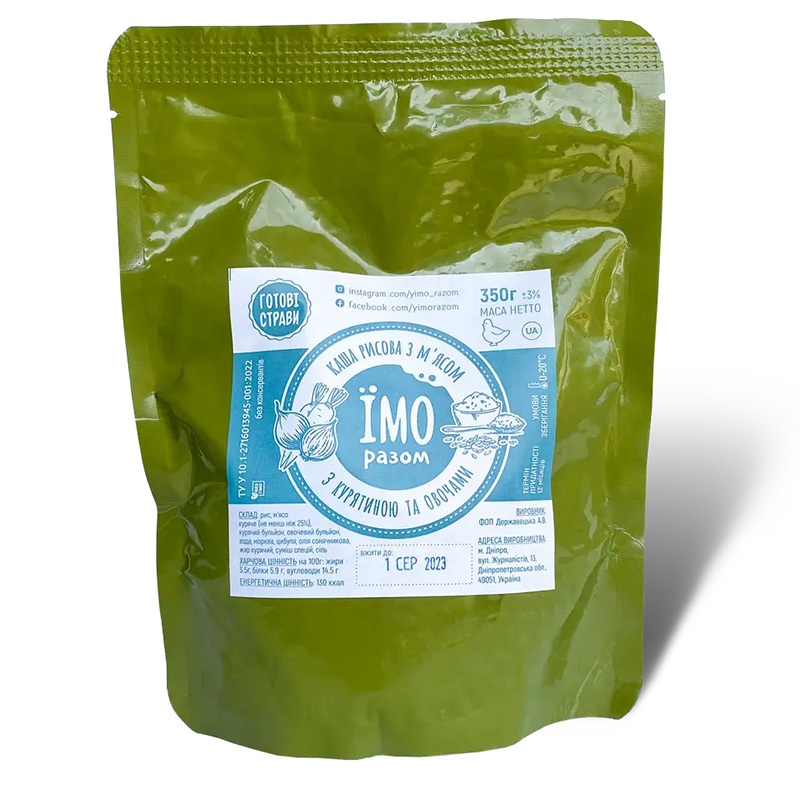 ГОТОВІ
СТРАВИ
instagram.com/yimo_razom
facebook.com/yimorazom
350г ±3%
МАСА НЕТТО
UA
КАША РИСОВА З М'ЯСОМ
ЇМО
разом
З КУРЯТИНОЮ ТА ОВОЧАМИ
ТУ У 10.1-2716013945-001:2022
без консервантів
УМОВИ
ЗБЕРІГАННЯ
0-20°С
ТЕРМІН
ПРИДАТНОСТІ
12 місяців
СКЛАД: рис, м'ясо
куряче (не менш ніж 25%),
курячий бульйон, овочевий бульйон,
вода, морква, цибуля, олія соняшникова,
жир курячий, суміш спецій, сіль
ХАРЧОВА ЦІННІСТЬ на 100г: жири
5.5г, білки 5.9 г, вуглеводи 14.5 г
ЕНЕРГЕТИЧНА ЦІННІСТЬ: 130 ккал
ВЖИТИ ДО:
1 СЕР 2023
ВИРОБНИК:
ФОП Державецька А.В.
АДРЕСА ВИРОБНИЦТВА:
м. Дніпро,
вул. Журналістів, 13,
Дніпропетровська обл.,
49051, Україна